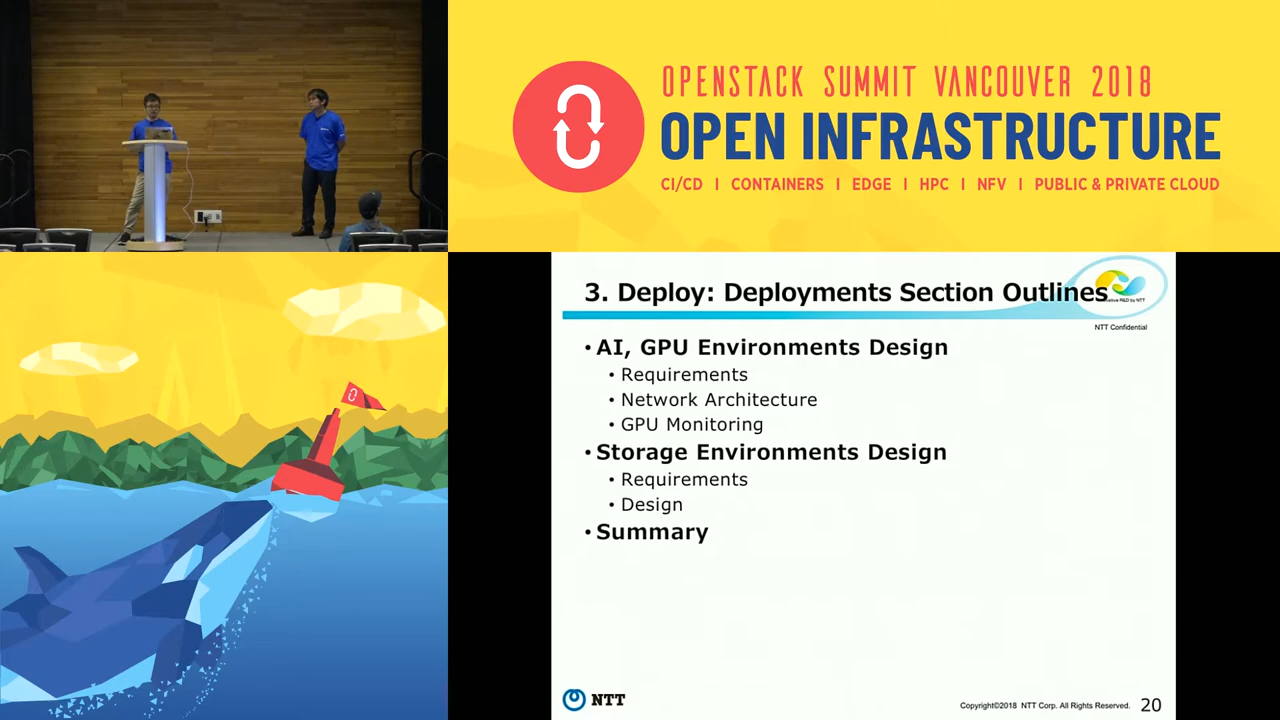 OPENSTACK SUMMIT VANCOUVER 2018
OPEN INFRASTRUCTURE
CI/CD | CONTAINERS | EDGE | HPC | NFV | PUBLIC & PRIVATE CLOUD
3. Deploy: Deployments Section Outlines
NTT Confidential
• AI, GPU Environments Design
• Requirements
• Network Architecture
• GPU Monitoring
• Storage Environments Design
• Requirements
• Design
• Summary
NTT
Copyright©2018 NTT Corp. All Rights Reserved.
20